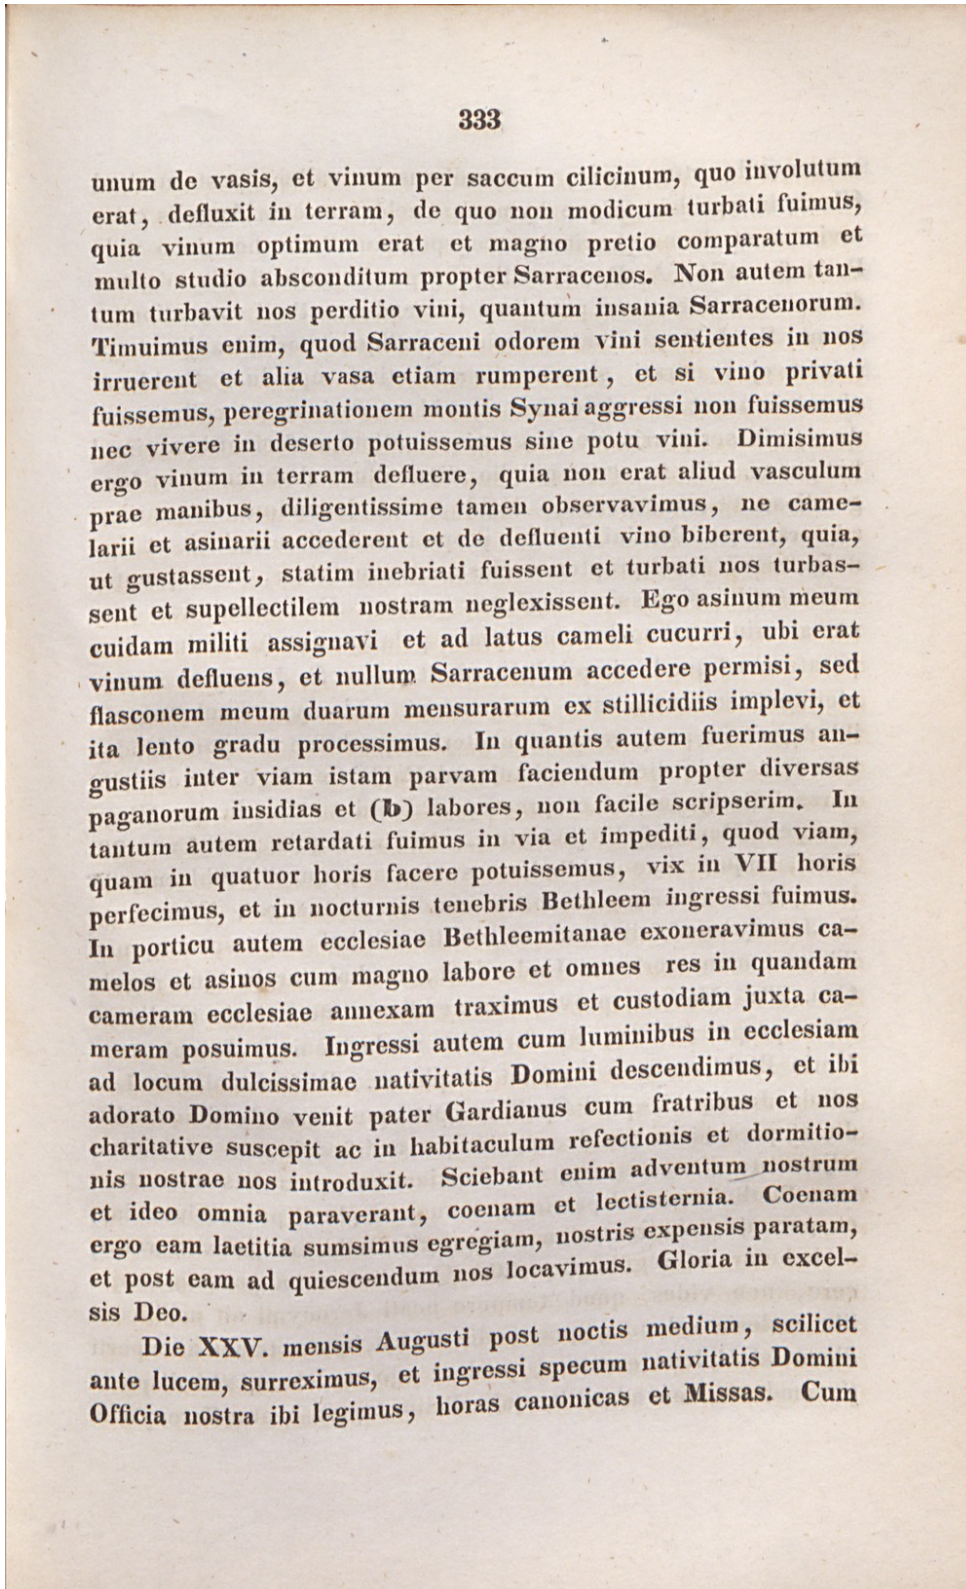 333
unum de vasis, et vinum per saccum cilicinum, quo involutum
erat, defluxit in terram, de quo non modicum turbati fuimus,
quia vinum optimum erat et magno pretio comparatum et
multo studio absconditum propter Sarracenos. Non autem tan-
tum turbavit nos perditio vini, quantum insania Sarracenorum.
Timuimus enim, quod Sarraceni odorem vini sentientes in nos
irruerent et alia vasa etiam rumperent, et si vino privati
fuissemus, peregrinationem montis Synai aggressi non fuissemus
nec vivere in deserto potuissemus sine potu vini. Dimisimus
ergo vinum in terram defluere, quia non erat aliud vasculum
prae manibus, diligentissime tamen observavimus, ne came-
larii et asinarii accederent et de defluenti vino biberent, quia,
ut gustassent, statim inebriati fuissent et turbati nos turbas-
sent et supellectilem nostram neglexissent. Ego asinum meum
cuidam militi assignavi et ad latus cameli cucurri, ubi erat
vinum defluens, et nullum Sarracenum accedere permisi, sed
flasconem meum duarum mensurarum ex stillicidiis implevi, et
ita lento gradu processimus. In quantis autem fuerimus an-
gustiis inter viam istam parvam faciendum propter diversas
paganorum insidias et (b) labores, non facile scripserim. In
tantum autem retardati fuimus in via et impediti, quod viam,
quam in quatuor horis facere potuissemus, vix in VII horis
perfecimus, et in nocturnis tenebris Bethleem ingressi fuimus.
In porticu autem ecclesiae Bethleemitanae exoneravimus ca-
melos et asinos cum magno labore et omnes res in quandam
cameram ecclesiae annexam traximus et custodiam juxta ca-
meram posuimus. Ingressi autem cum luminibus in ecclesiam
ad locum dulcissimae nativitatis Domini descendimus, et ibi
adorato Domino venit pater Gardianus cum fratribus et nos
charitative suscepit ac in habitaculum refectionis et dormitio-
nis nostrae nos introduxit. Sciebant enim adventum nostrum
et ideo omnia paraverant, coenam et lectisternia. Coenam
ergo eam laetitia sumsimus egregiam, nostris expensis paratam,
et post eam ad quiescendum nos locavimus. Gloria in excel-
sis Deo.
Die XXV. mensis Augusti post noctis medium, scilicet
ante lucem, surreximus, et ingressi specum nativitatis Domini
Officia nostra ibi legimus, horas canonicas et Missas. Cum